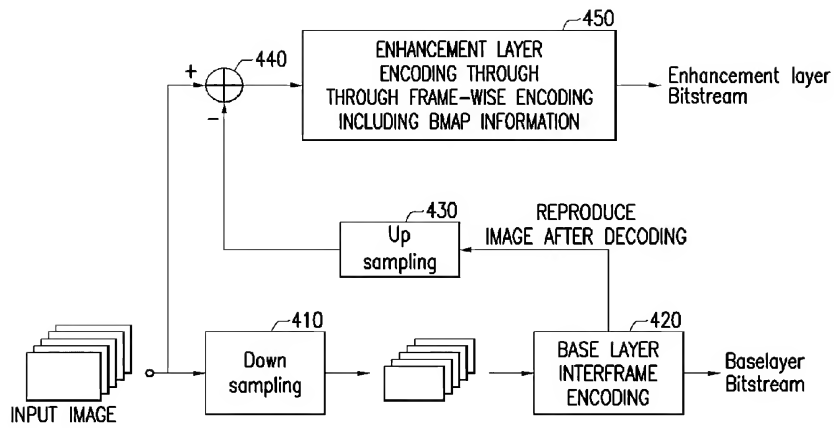 450
440
+
-
ENHANCEMENT LAYER
ENCODING THROUGH
THROUGH FRAME-WISE ENCODING
INCLUDING BMAP INFORMATION
Enhancement layer
Bitstream
430
Up
sampling
REPRODUCE
IMAGE AFTER DECODING
410
Down
sampling
420
BASE LAYER
INTERFRAME
ENCODING
Baselayer
Bitstream
INPUT IMAGE